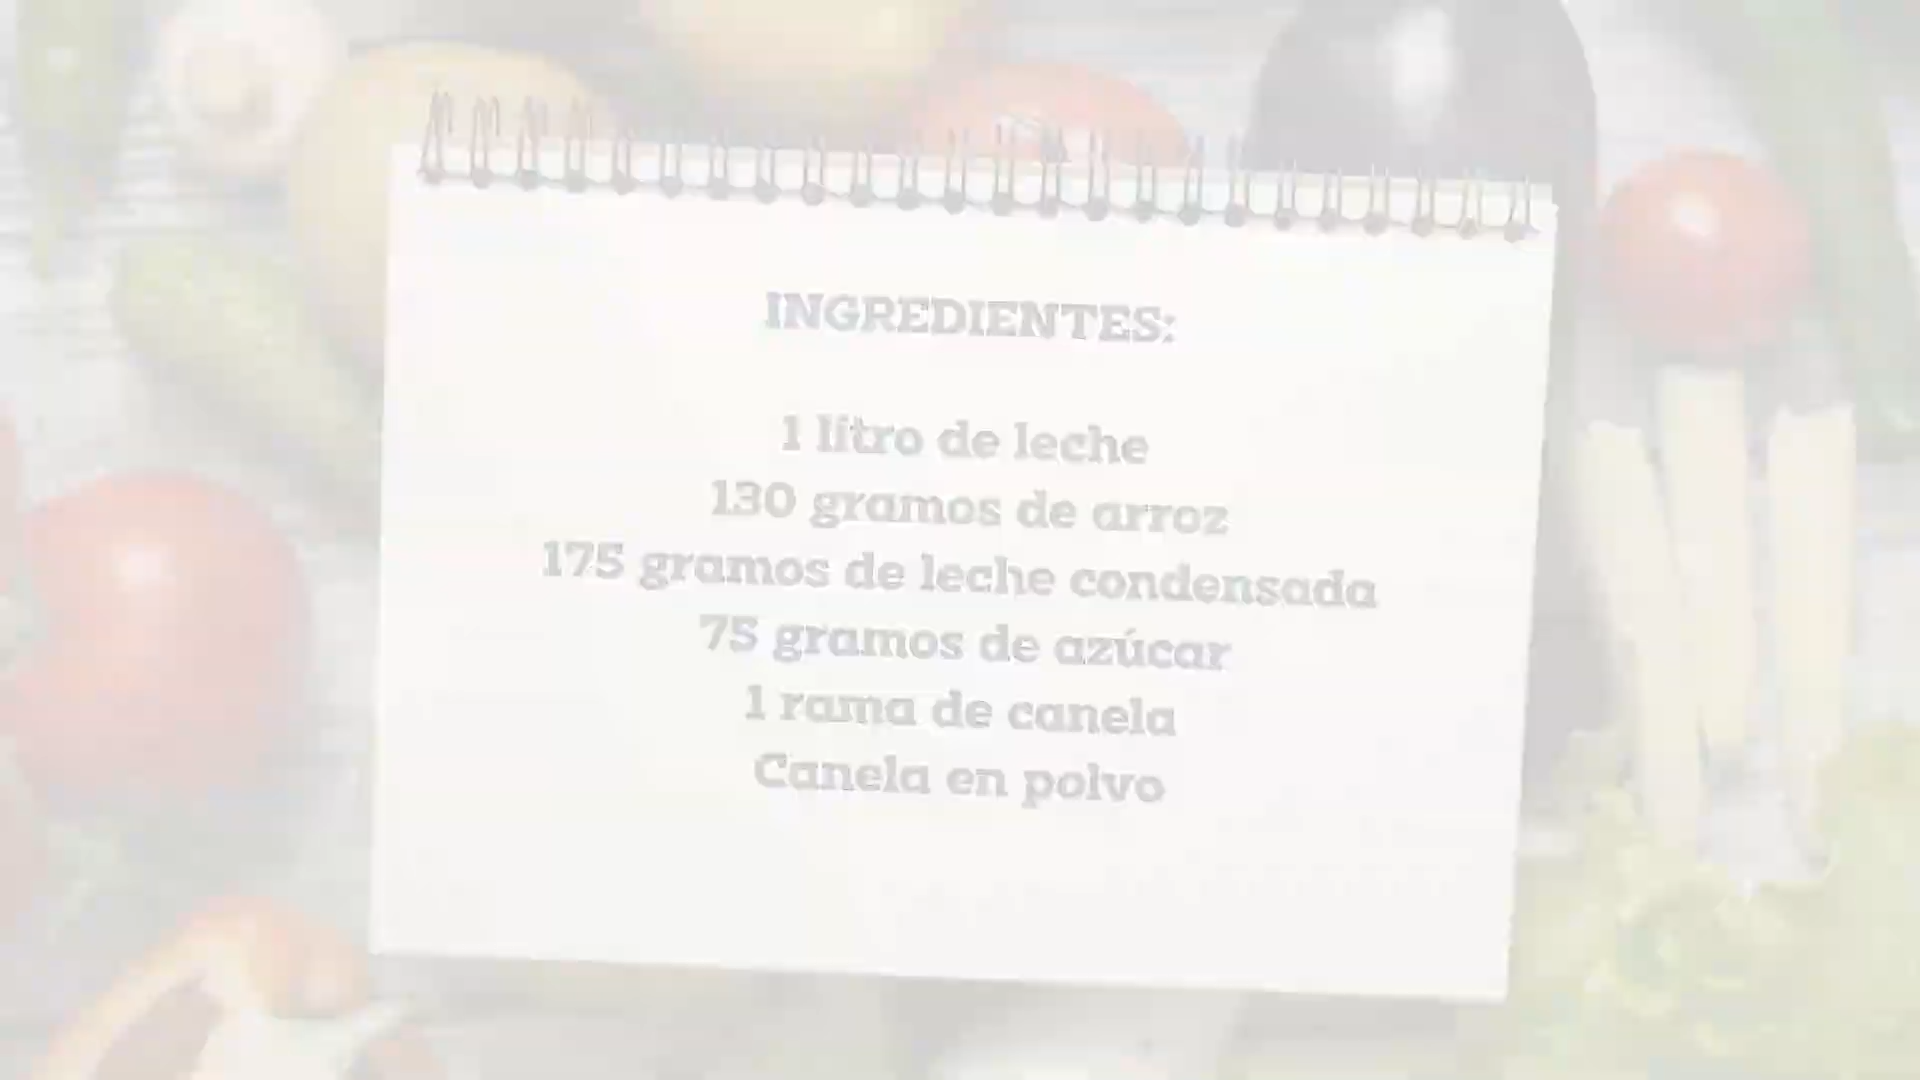 INGREDIENTES:
1 litro de leche
130 gramos de arroz
175 gramos de leche condensada
75 gramos de azúcar
1 rama de canela
Canela en polvo